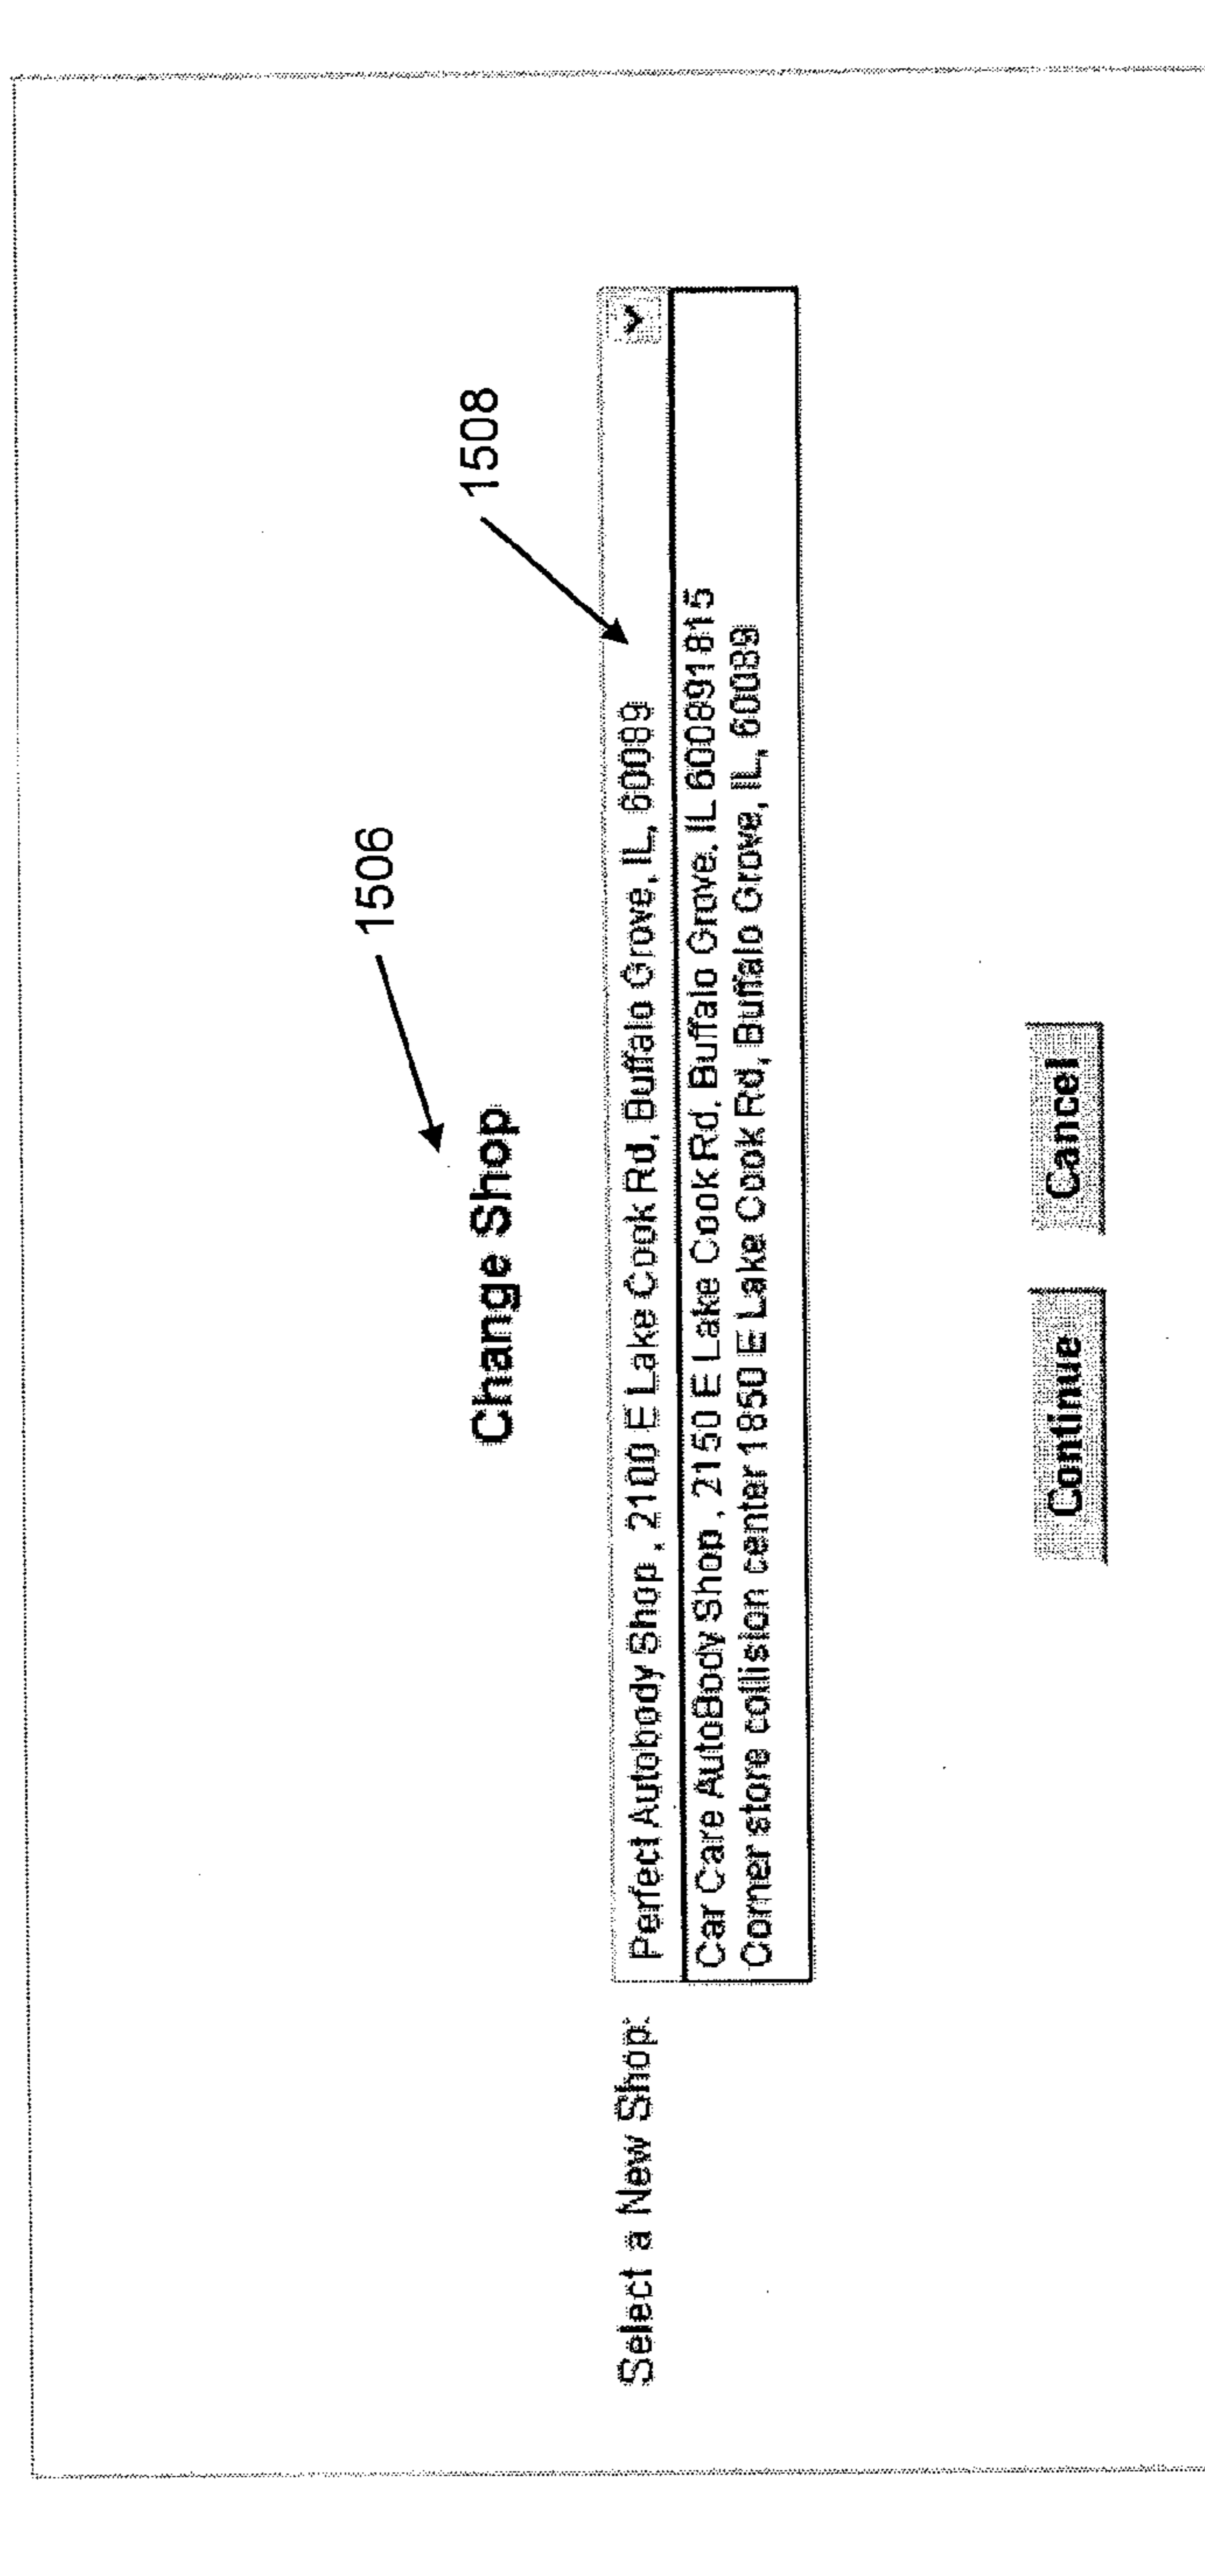 1506
1508
Change Shop
Select a New Shop:
Perfect Autobody Shop , 2100 E Lake Cook Rd, Buffalo Grove, IL, 60089
Car Care AutoBody Shop , 2150 E Lake Cook Rd, Buffalo Grove, IL 600891815
Corner store collision center 1850 E Lake Cook Rd, Buffalo Grove, IL, 60089
Continue Cancel